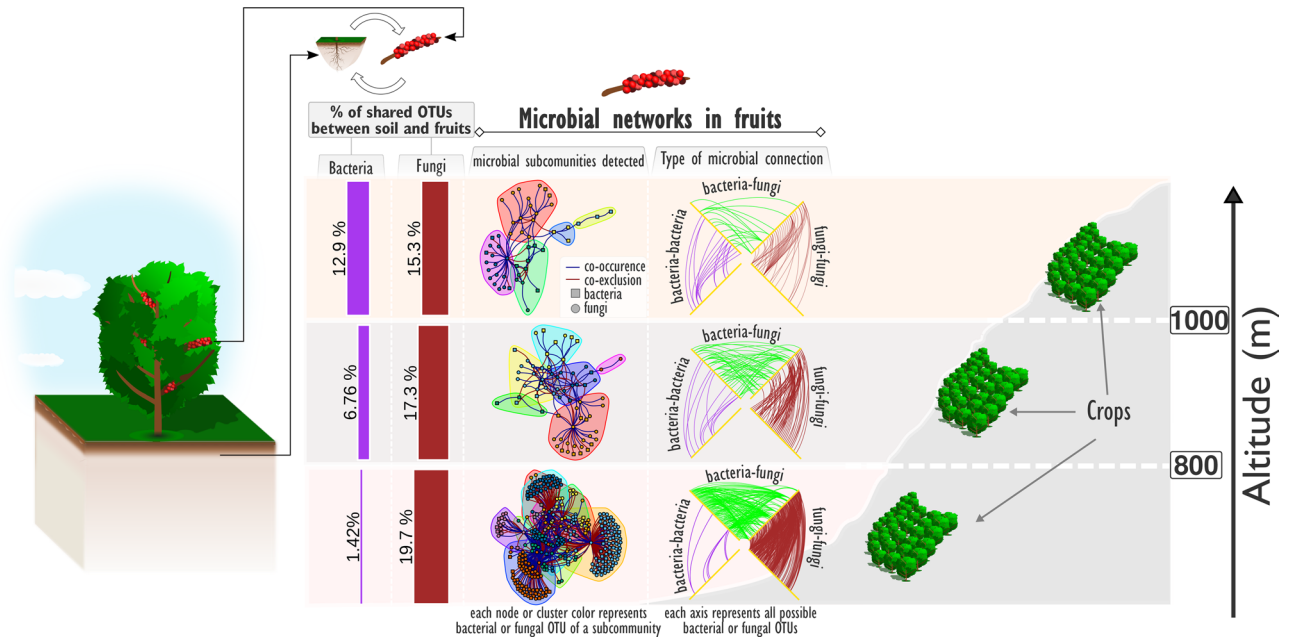 % of shared OTUs
between soil and fruits
Microbial networks in fruits
Bacteria
Fungi
microbial subcomunities detected
Type of microbial connection
12.9 %
15.3 %
co-occurence
co-exclusion
bacteria
fungi
bacteria-fungi
bacteria-bacteria
fungi-fungi
6.76 %
17.3 %
bacteria-fungi
bacteria-bacteria
fungi-fungi
1.42%
19.7 %
bacteria-fungi
bacteria-bacteria
fungi-fungi
each node or cluster color represents
bacterial or fungal OTU of a subcommunity
each axis represents all possible
bacterial or fungal OTUs
Crops
1000
800
Altitude (m)